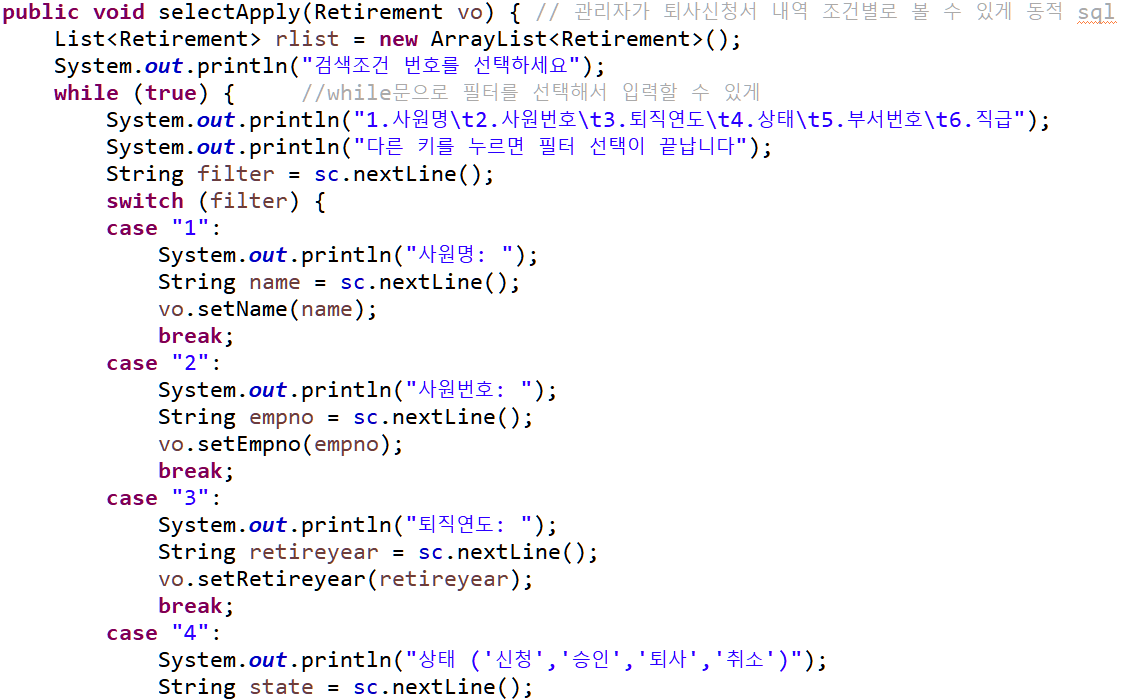 public void selectApply(Retirement vo) { // 관리자가 퇴사신청서 내역 조건별로 볼 수 있게 동적 sql
    List<Retirement> rlist = new ArrayList<Retirement>();
    System.out.println("검색조건 번호를 선택하세요");
    while (true) {     //while문으로 필터를 선택해서 입력할 수 있게
        System.out.println("1.사원명\t2.사원번호\t3.퇴직연도\t4.상태\t5.부서번호\t6.직급");
        System.out.println("다른 키를 누르면 필터 선택이 끝납니다");
        String filter = sc.nextLine();
        switch (filter) {
        case "1":
            System.out.println("사원명: ");
            String name = sc.nextLine();
            vo.setName(name);
            break;
        case "2":
            System.out.println("사원번호: ");
            String empno = sc.nextLine();
            vo.setEmpno(empno);
            break;
        case "3":
            System.out.println("퇴직연도: ");
            String retireyear = sc.nextLine();
            vo.setRetireyear(retireyear);
            break;
        case "4":
            System.out.println("상태 ('신청','승인','퇴사','취소')");
            String state = sc.nextLine();